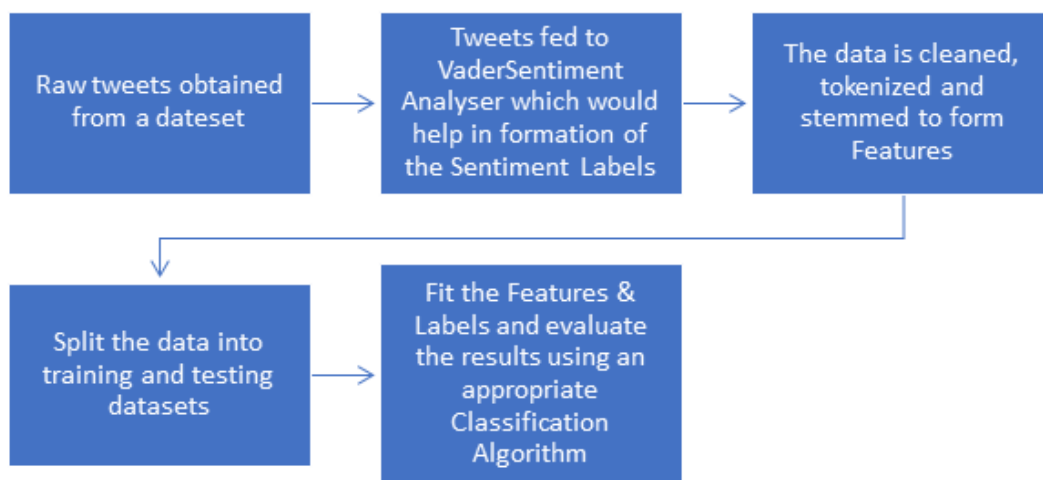 Raw tweets obtained
from a dateset
Tweets fed to
VaderSentiment
Analyser which would
help in formation of
the Sentiment Labels
The data is cleaned,
tokenized and
stemmed to form
Features
Split the data into
training and testing
datasets
Fit the Features &
Labels and evaluate
the results using an
appropriate
Classification
Algorithm